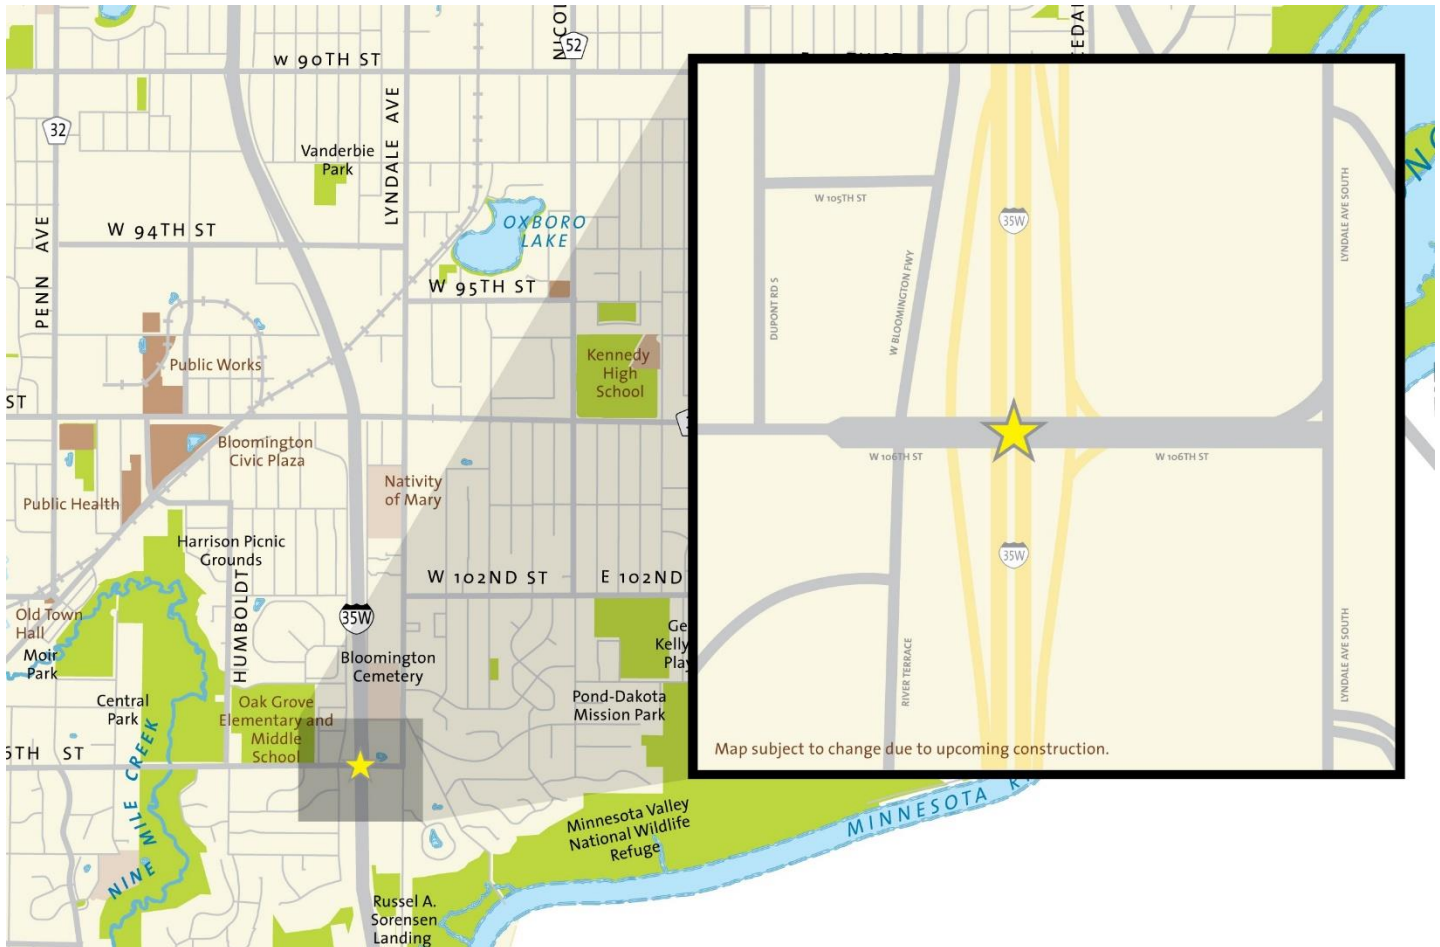 W 90TH ST
52
32
LYNDALE AVE
Vanderbie
Park
OXBORO
LAKE
PENN AVE
W 94TH ST
W 95TH ST
Public Works
Kennedy
High
School
ST
Bloomington
Civic Plaza
Public Health
Nativity
of Mary
Harrison Picnic
Grounds
W 102ND ST
E 102ND
HUMBOLDT
35W
Old Town
Hall
Moir
Park
Bloomington
Cemetery
Central
Park
Oak Grove
Elementary and
Middle
School
Pond-Dakota
Mission Park
ST
NINE MILE CREEK
Minnesota Valley
National Wildlife
Refuge
MINNESOTA
Russel A.
Sorensen
Landing
W 105TH ST
35W
LYNDALE AVE SOUTH
DUPONT RD S
W BLOOMINGTON FWY
W 106TH ST
W 106TH ST
35W
RIVER TERRACE
LYNDALE AVE SOUTH
Map subject to change due to upcoming construction.